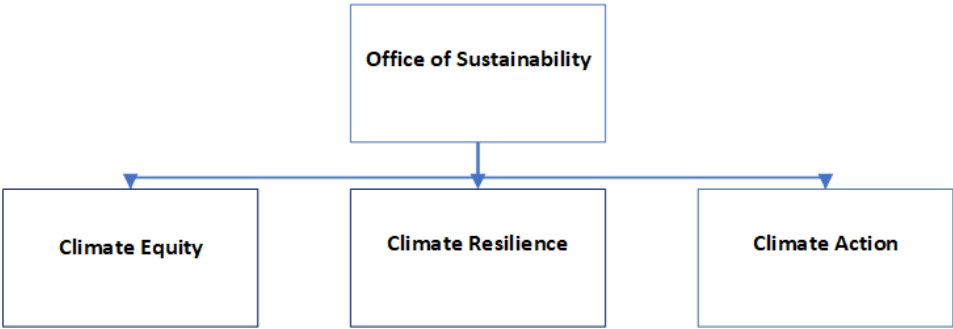 Office of Sustainability
Climate Equity
Climate Resilience
Climate Action